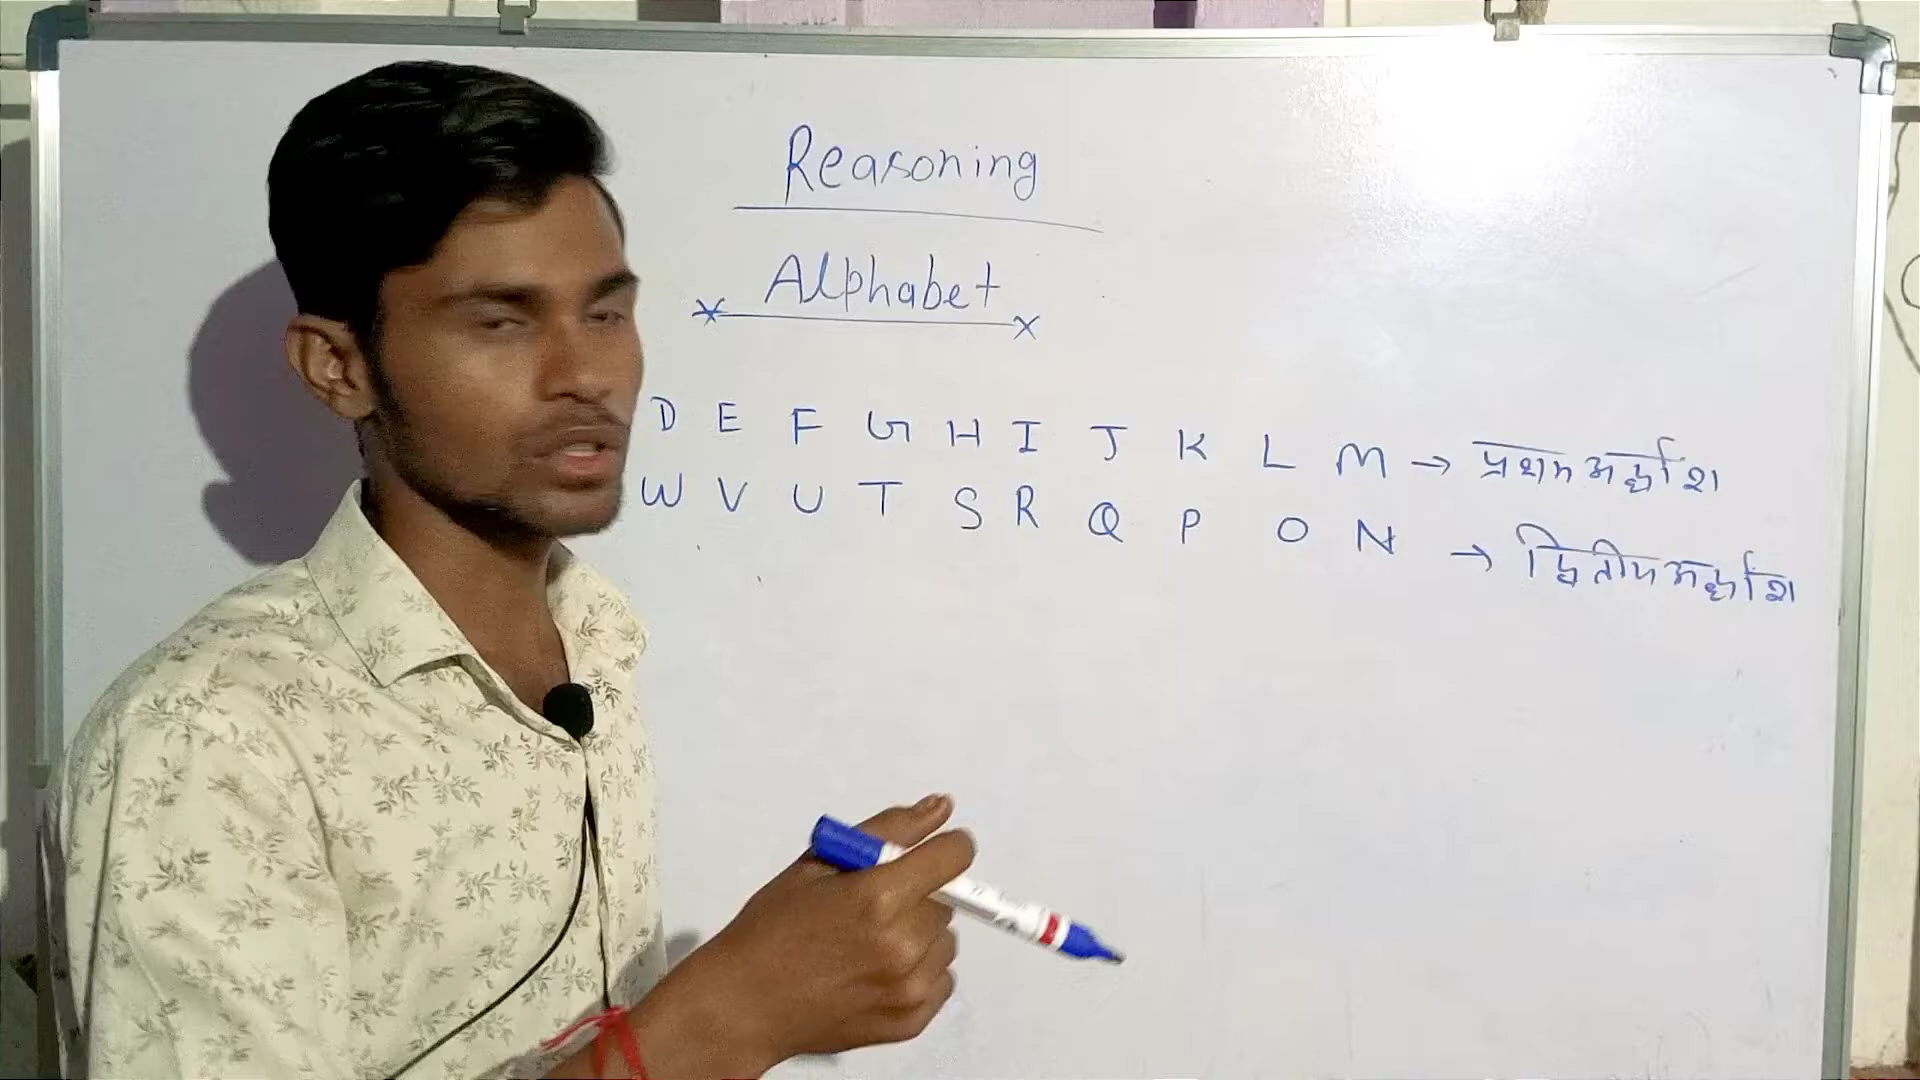 Reasoning
Alphabet
D E F G H I J K L M → प्रथम अर्द्धांश
W V U T S R Q P O N → द्वितीय अर्द्धांश